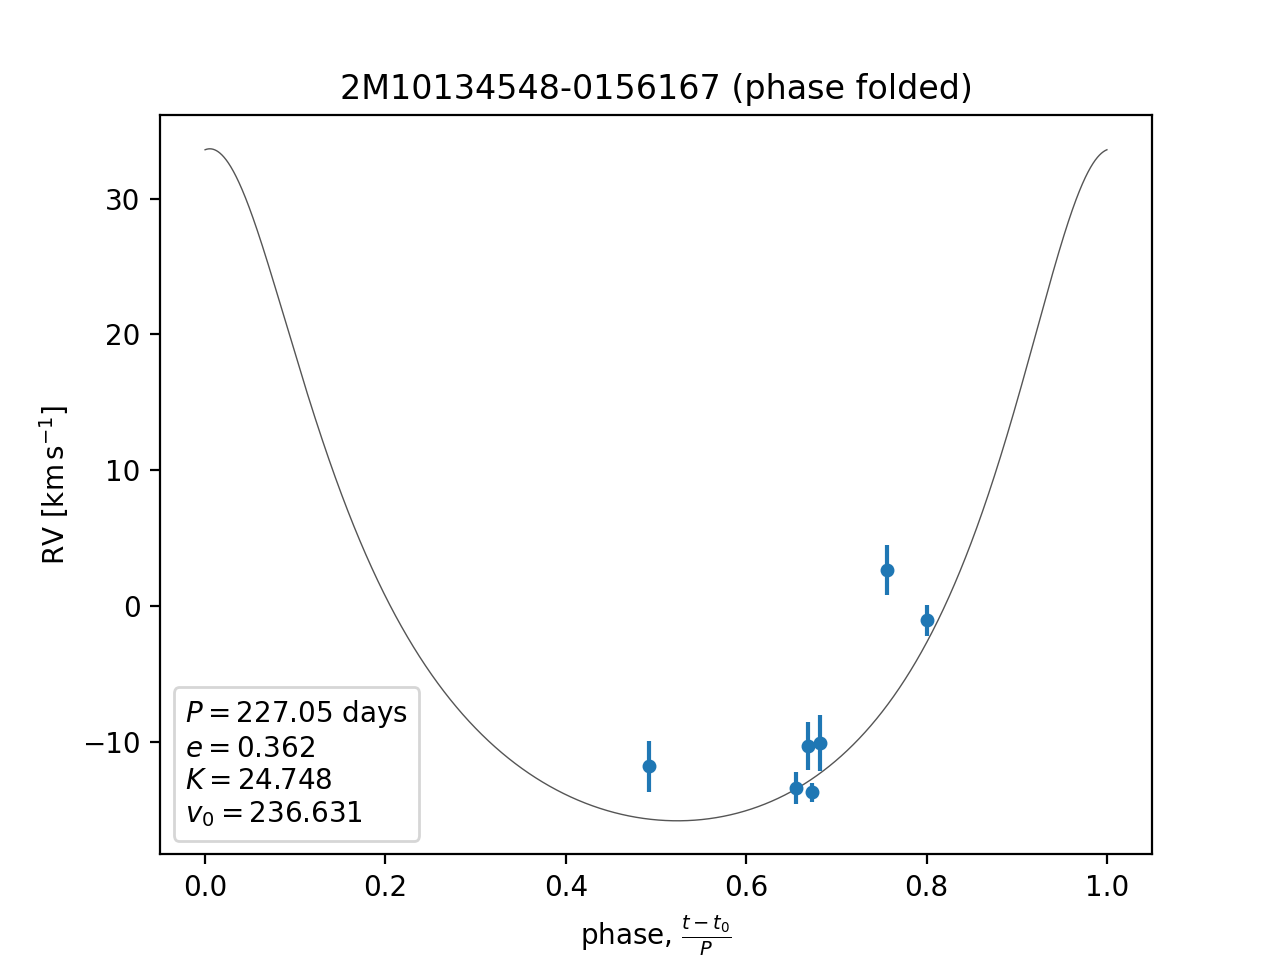 2M10134548-0156167 (phase folded)
RV [km s⁻¹]
30
20
10
0
−10
P = 227.05 days
e = 0.362
K = 24.748
v₀ = 236.631
0.0 0.2 0.4 0.6 0.8 1.0
phase, (t − t₀)/P